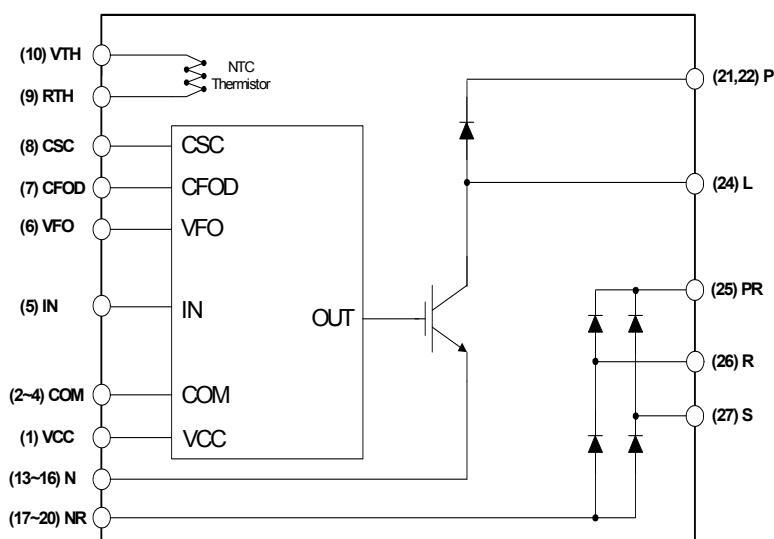 (10) VTH
(9) RTH
NTC
Thermistor
(8) CSC
(7) CFOD
(6) VFO
(5) IN
(2~4) COM
(1) VCC
(13~16) N
(17~20) NR
CSC
CFOD
VFO
IN
OUT
COM
VCC
(21,22) P
(24) L
(25) PR
(26) R
(27) S